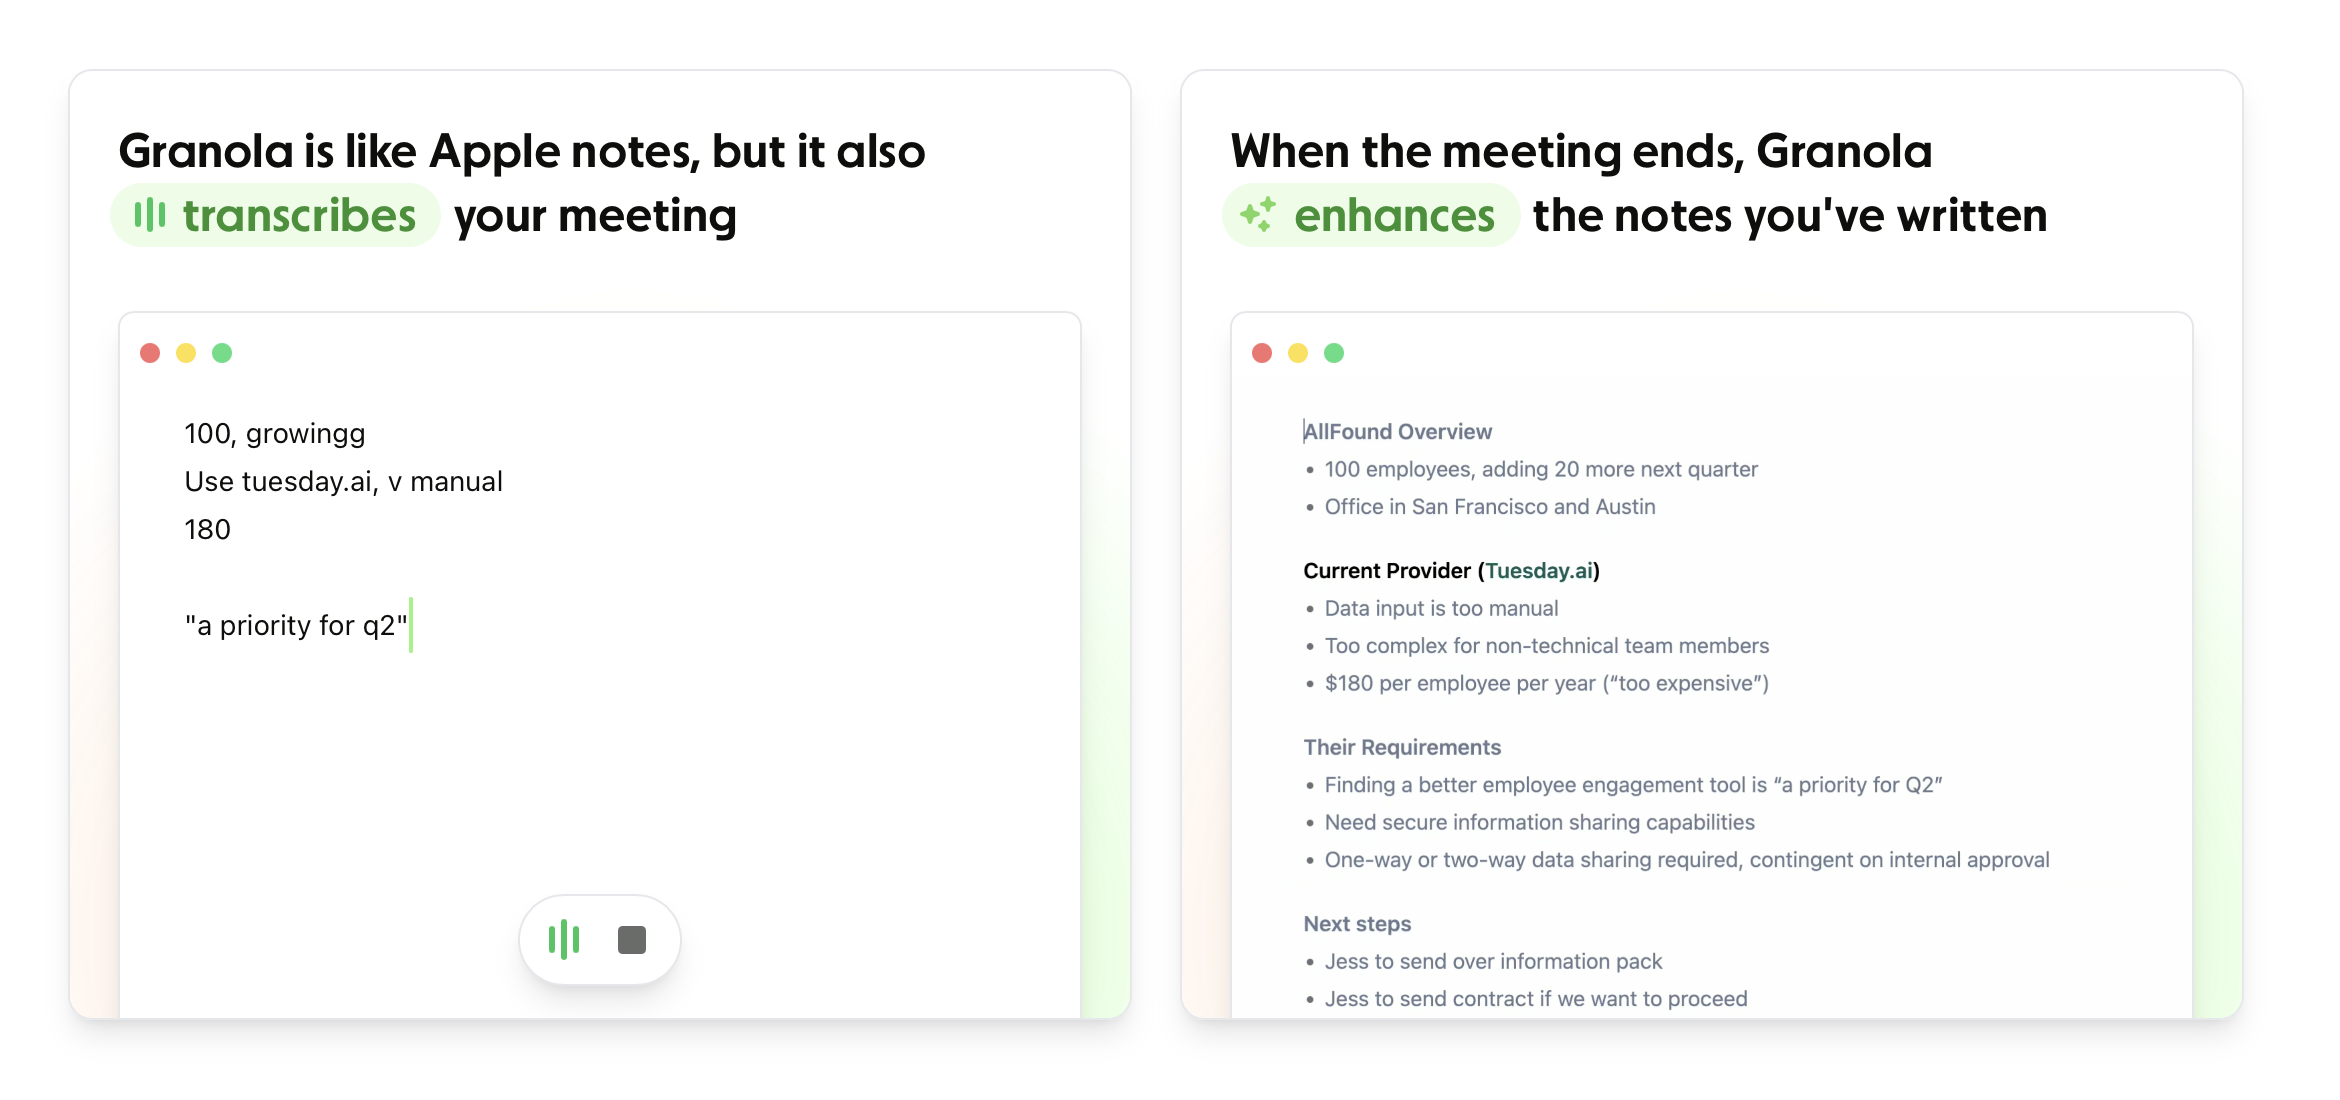 Granola is like Apple notes, but it also
transcribes your meeting
100, growingg
Use tuesday.ai, v manual
180
"a priority for q2"
When the meeting ends, Granola
enhances the notes you've written
AllFound Overview
• 100 employees, adding 20 more next quarter
• Office in San Francisco and Austin
Current Provider (Tuesday.ai)
• Data input is too manual
• Too complex for non-technical team members
• $180 per employee per year (“too expensive”)
Their Requirements
• Finding a better employee engagement tool is “a priority for Q2”
• Need secure information sharing capabilities
• One-way or two-way data sharing required, contingent on internal approval
Next steps
• Jess to send over information pack
• Jess to send contract if we want to proceed